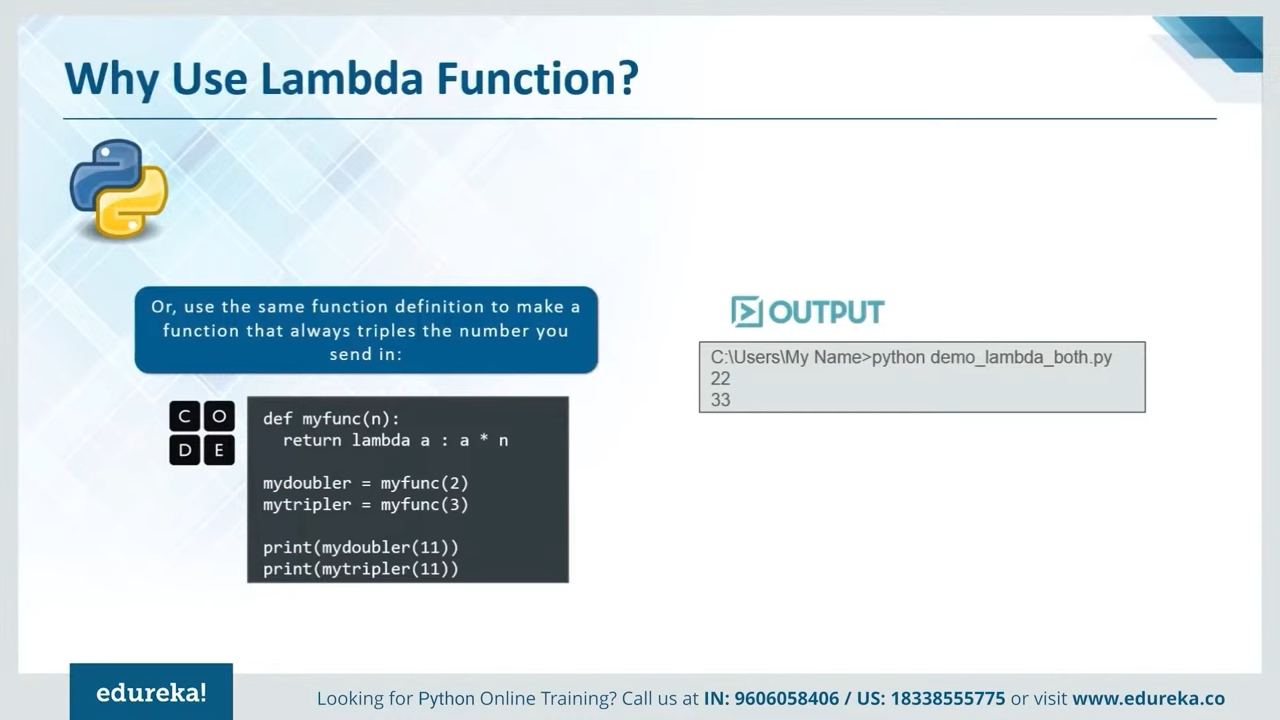 Why Use Lambda Function?
Or, use the same function definition to make a
function that always triples the number you
send in:
C O
D E
def myfunc(n):
  return lambda a : a * n
mydoubler = myfunc(2)
mytripler = myfunc(3)
print(mydoubler(11))
print(mytripler(11))
OUTPUT
C:\Users\My Name>python demo_lambda_both.py
22
33
edureka!
Looking for Python Online Training? Call us at IN: 9606058406 / US: 18338555775 or visit www.edureka.co